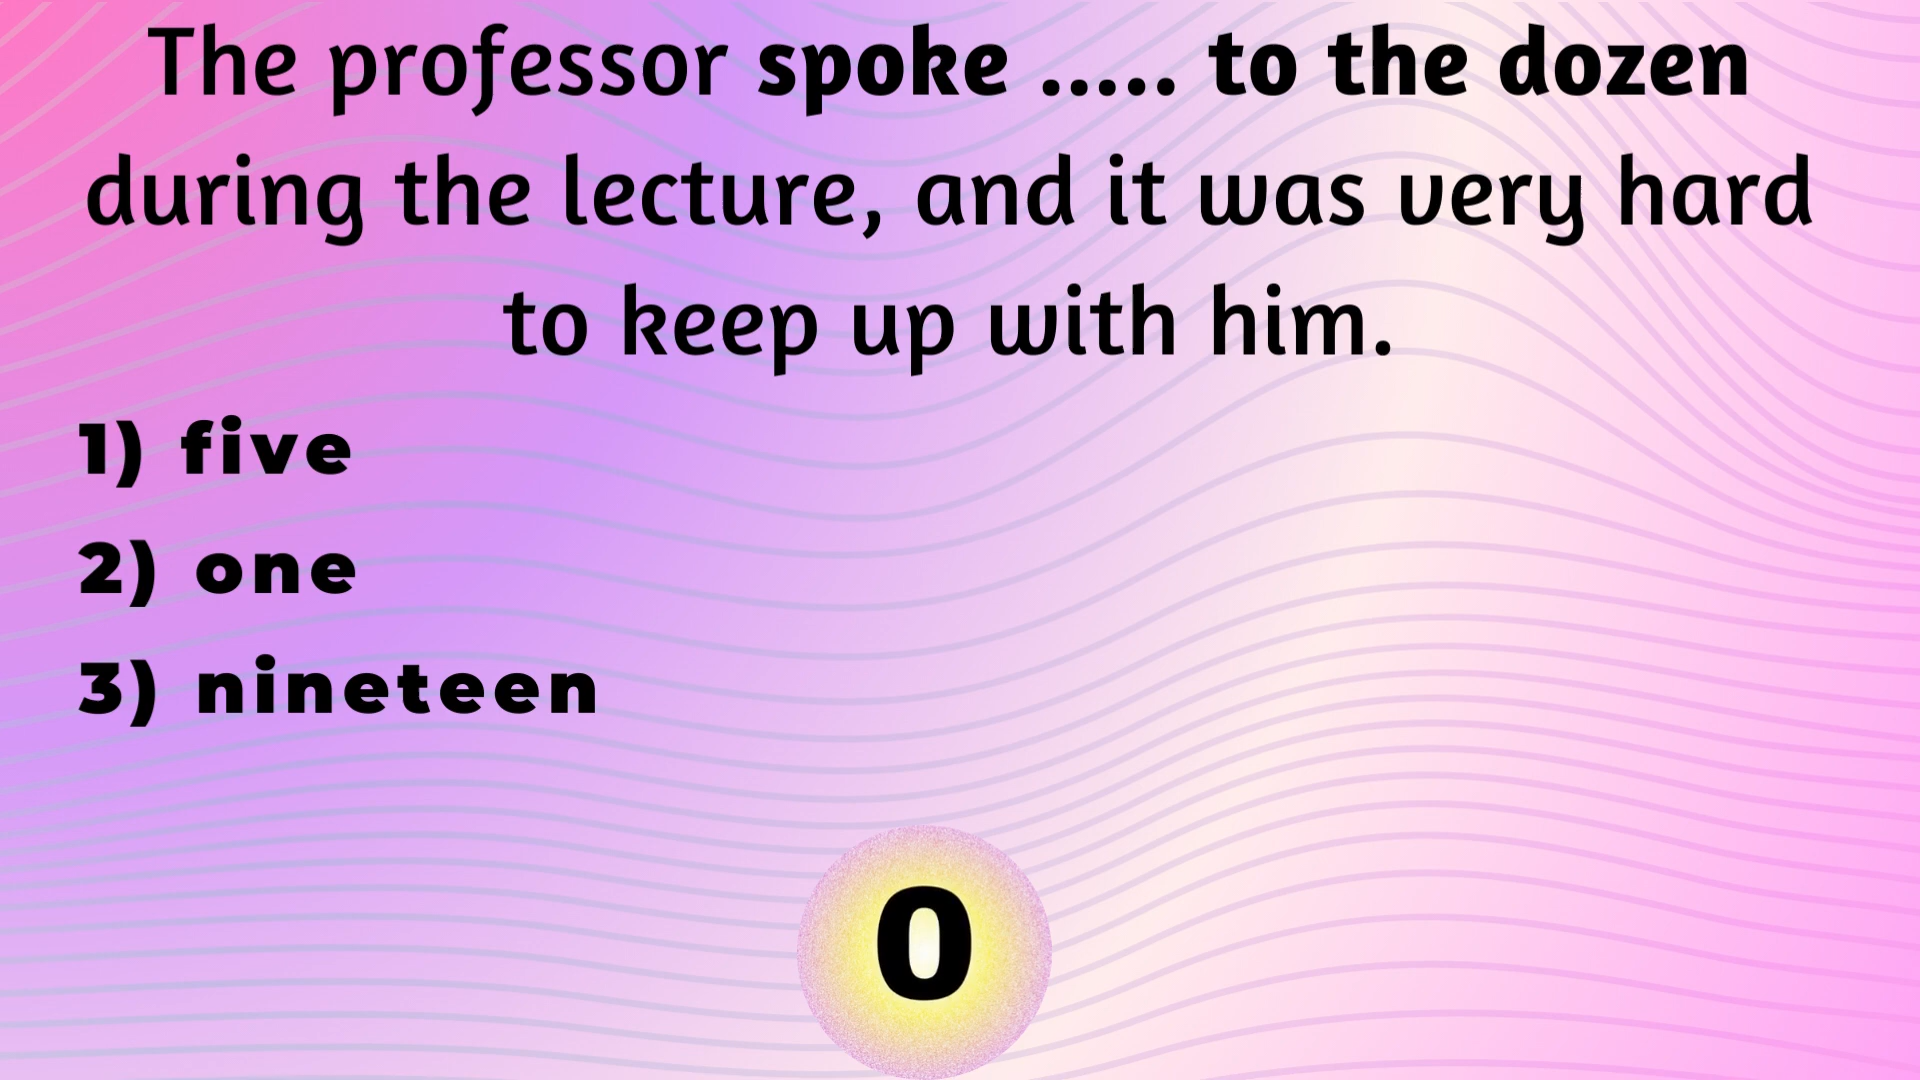 The professor spoke ..... to the dozen
during the lecture, and it was very hard
to keep up with him.
1) five
2) one
3) nineteen
0